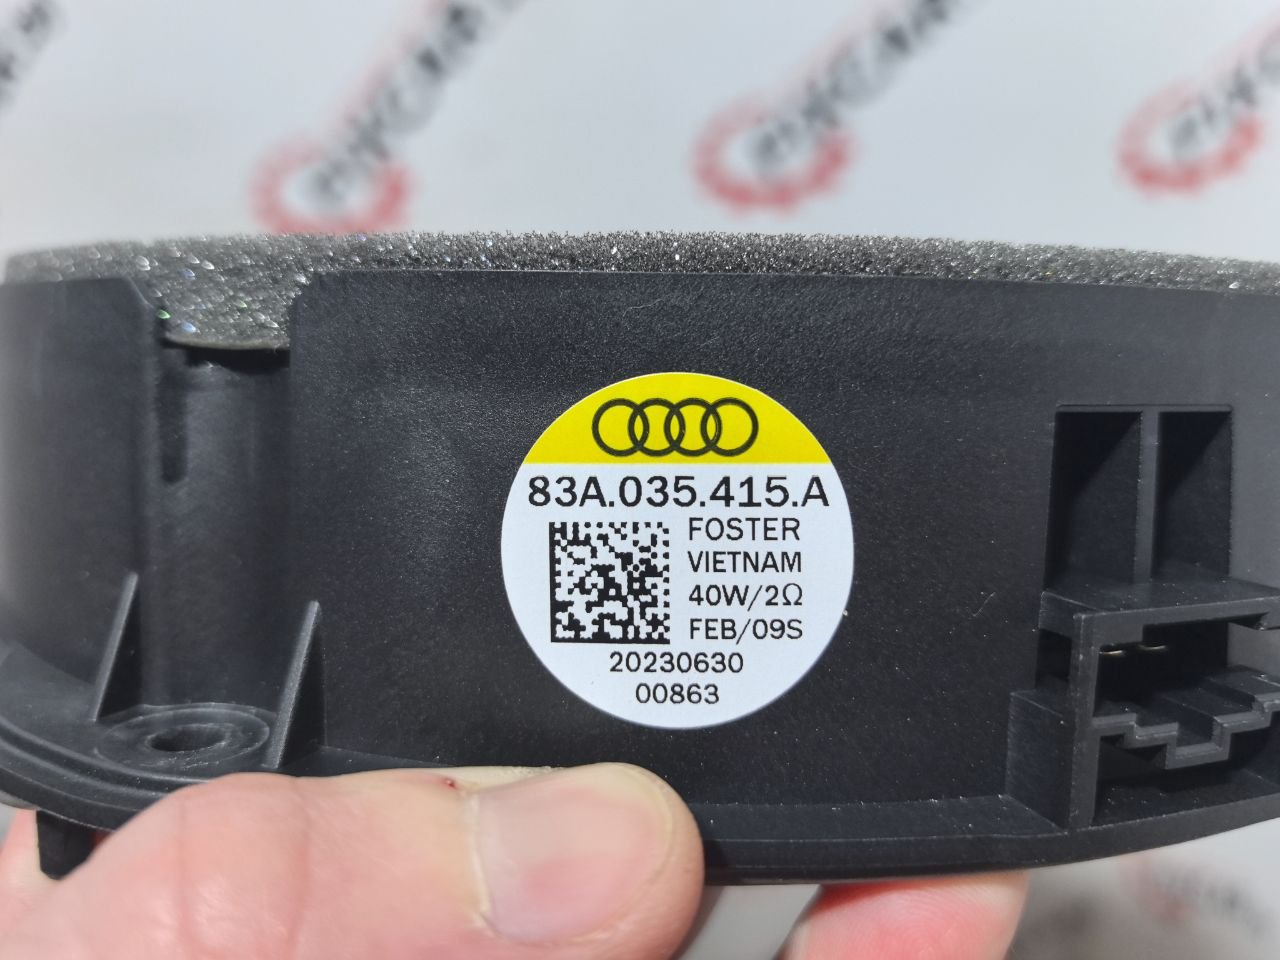 83A.035.415.A
FOSTER
VIETNAM
40W/2Ω
FEB/09S
20230630
00863